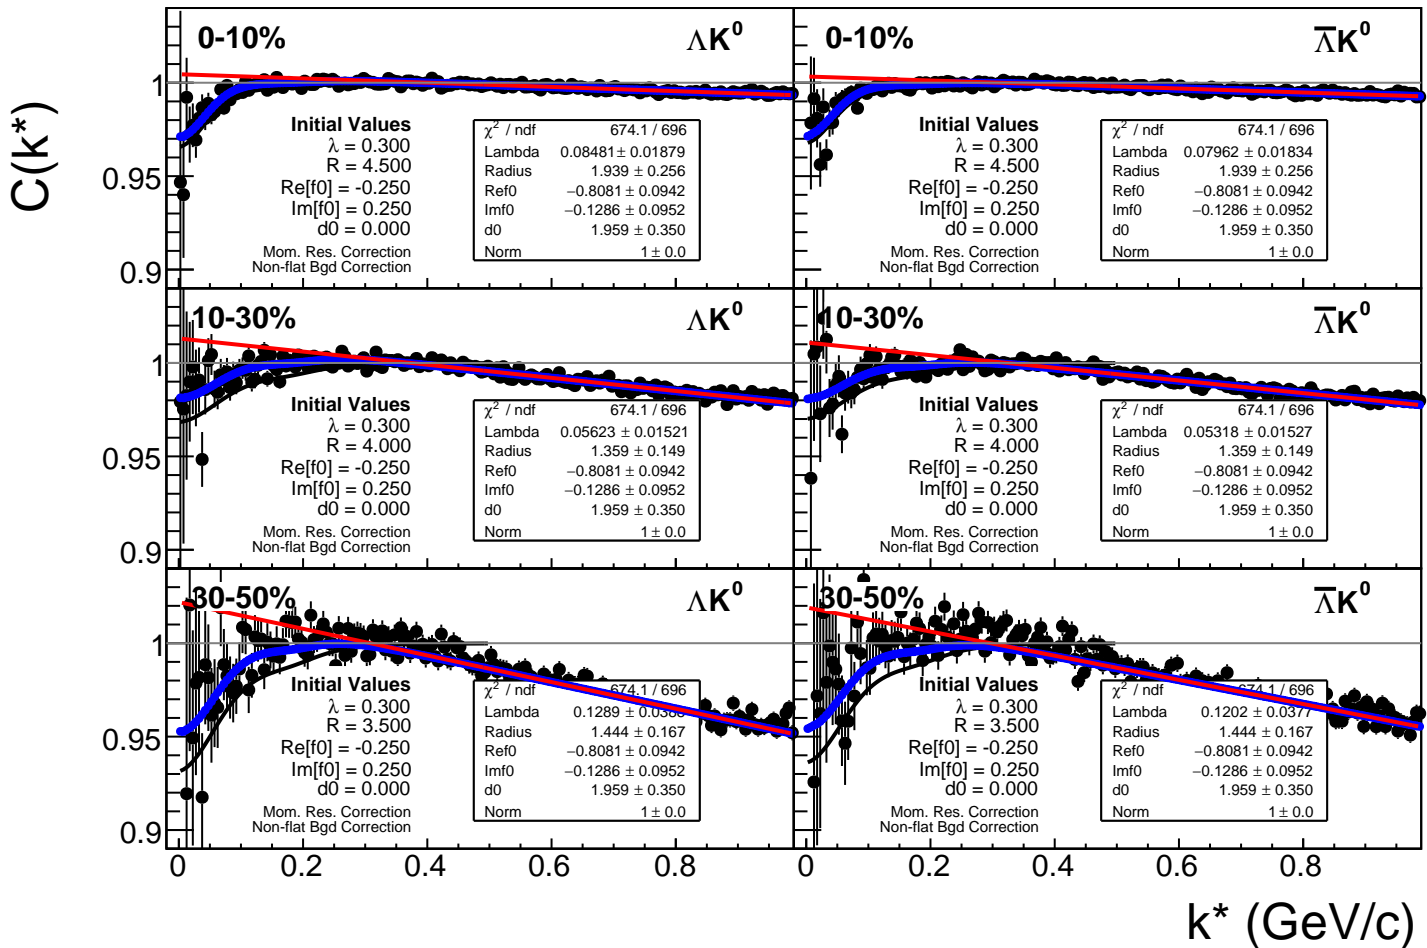 C(k*)
0-10%
ΛK⁰
1
0.95
0.9
Initial Values
λ = 0.300
R = 4.500
Re[f0] = -0.250
Im[f0] = 0.250
d0 = 0.000
Mom. Res. Correction
Non-flat Bgd Correction
χ² / ndf 674.1 / 696
Lambda 0.08481± 0.01879
Radius 1.939 ± 0.256
Ref0 −0.8081 ± 0.0942
Imf0 −0.1286 ± 0.0952
d0 1.959 ± 0.350
Norm 1 ± 0.0
0-10%
Λ̅K⁰
Initial Values
λ = 0.300
R = 4.500
Re[f0] = -0.250
Im[f0] = 0.250
d0 = 0.000
Mom. Res. Correction
Non-flat Bgd Correction
χ² / ndf 674.1 / 696
Lambda 0.07962 ± 0.01834
Radius 1.939 ± 0.256
Ref0 −0.8081 ± 0.0942
Imf0 −0.1286 ± 0.0952
d0 1.959 ± 0.350
Norm 1 ± 0.0
10-30%
ΛK⁰
1
0.95
0.9
Initial Values
λ = 0.300
R = 4.000
Re[f0] = -0.250
Im[f0] = 0.250
d0 = 0.000
Mom. Res. Correction
Non-flat Bgd Correction
χ² / ndf 674.1 / 696
Lambda 0.05623 ± 0.01521
Radius 1.359 ± 0.149
Ref0 −0.8081 ± 0.0942
Imf0 −0.1286 ± 0.0952
d0 1.959 ± 0.350
Norm 1 ± 0.0
10-30%
Λ̅K⁰
Initial Values
λ = 0.300
R = 4.000
Re[f0] = -0.250
Im[f0] = 0.250
d0 = 0.000
Mom. Res. Correction
Non-flat Bgd Correction
χ² / ndf 674.1 / 696
Lambda 0.05318 ± 0.01527
Radius 1.359 ± 0.149
Ref0 −0.8081 ± 0.0942
Imf0 −0.1286 ± 0.0952
d0 1.959 ± 0.350
Norm 1 ± 0.0
30-50%
ΛK⁰
1
0.95
0.9
Initial Values
λ = 0.300
R = 3.500
Re[f0] = -0.250
Im[f0] = 0.250
d0 = 0.000
Mom. Res. Correction
Non-flat Bgd Correction
χ² / ndf 674.1 / 696
Lambda 0.1289 ±
Radius 1.444 ± 0.167
Ref0 −0.8081 ± 0.0942
Imf0 −0.1286 ± 0.0952
d0 1.959 ± 0.350
Norm 1 ± 0.0
30-50%
Λ̅K⁰
Initial Values
λ = 0.300
R = 3.500
Re[f0] = -0.250
Im[f0] = 0.250
d0 = 0.000
Mom. Res. Correction
Non-flat Bgd Correction
χ² / ndf 674.1 / 696
Lambda 0.1202 ± 0.0377
Radius 1.444 ± 0.167
Ref0 −0.8081 ± 0.0942
Imf0 −0.1286 ± 0.0952
d0 1.959 ± 0.350
Norm 1 ± 0.0
0 0.2 0.4 0.6 0.8 0 0.2 0.4 0.6 0.8
k* (GeV/c)